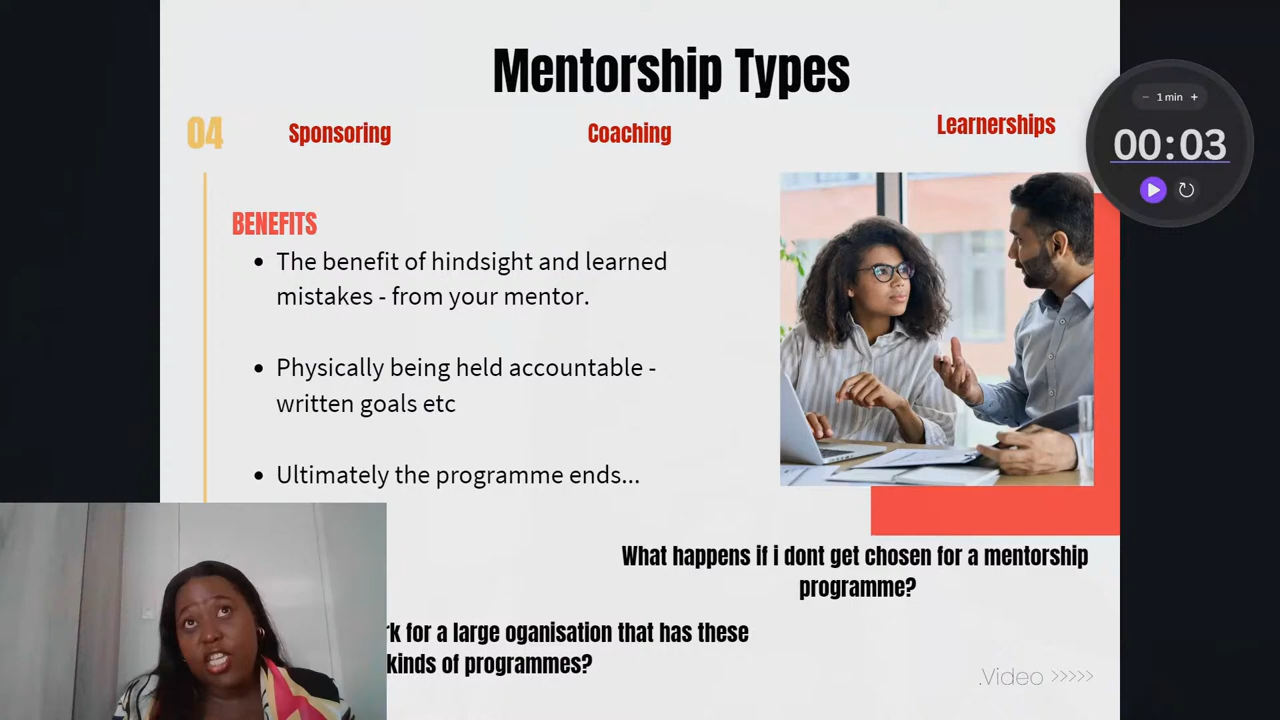 Mentorship Types
04
Sponsoring
Coaching
Learnerships
− 1 min +
00:03
BENEFITS
• The benefit of hindsight and learned
mistakes - from your mentor.
• Physically being held accountable -
written goals etc
• Ultimately the programme ends...
What happens if i dont get chosen for a mentorship
programme?
for a large oganisation that has these
kinds of programmes?
.Video >>>>>